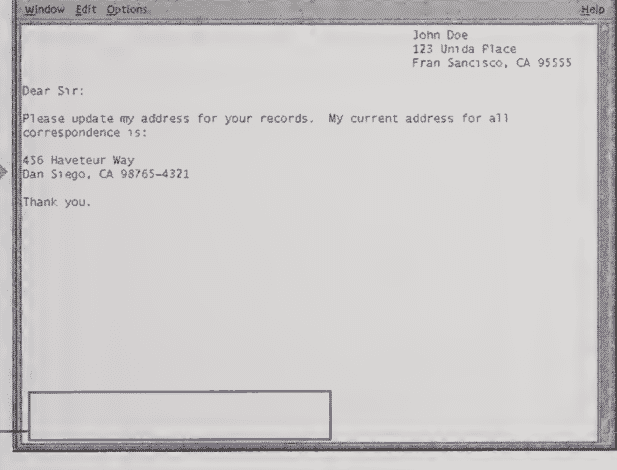 Window Edit Options Help
John Doe
123 Unida Place
Fran Sancisco, CA 95555
Dear Sir:
Please update my address for your records. My current address for all
correspondence is:
456 Haveteur Way
Dan Siego, CA 98765-4321
Thank you.